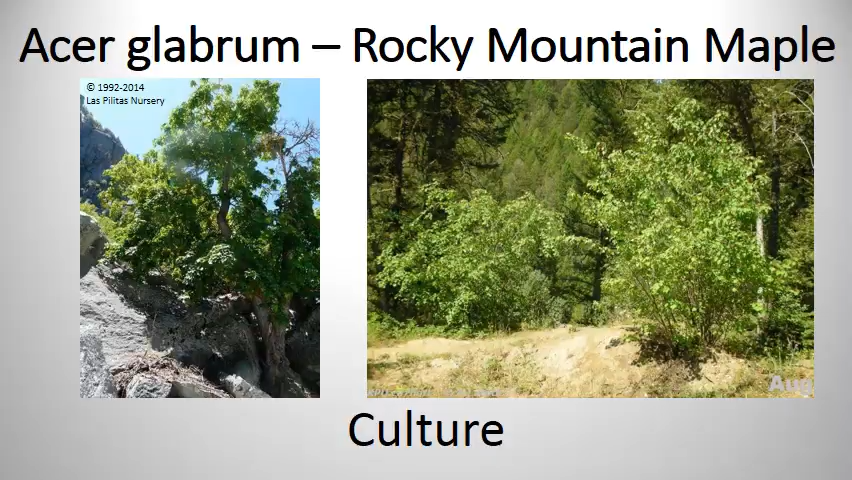 Acer glabrum – Rocky Mountain Maple
© 1992-2014
Las Pilitas Nursery
Aug
Culture